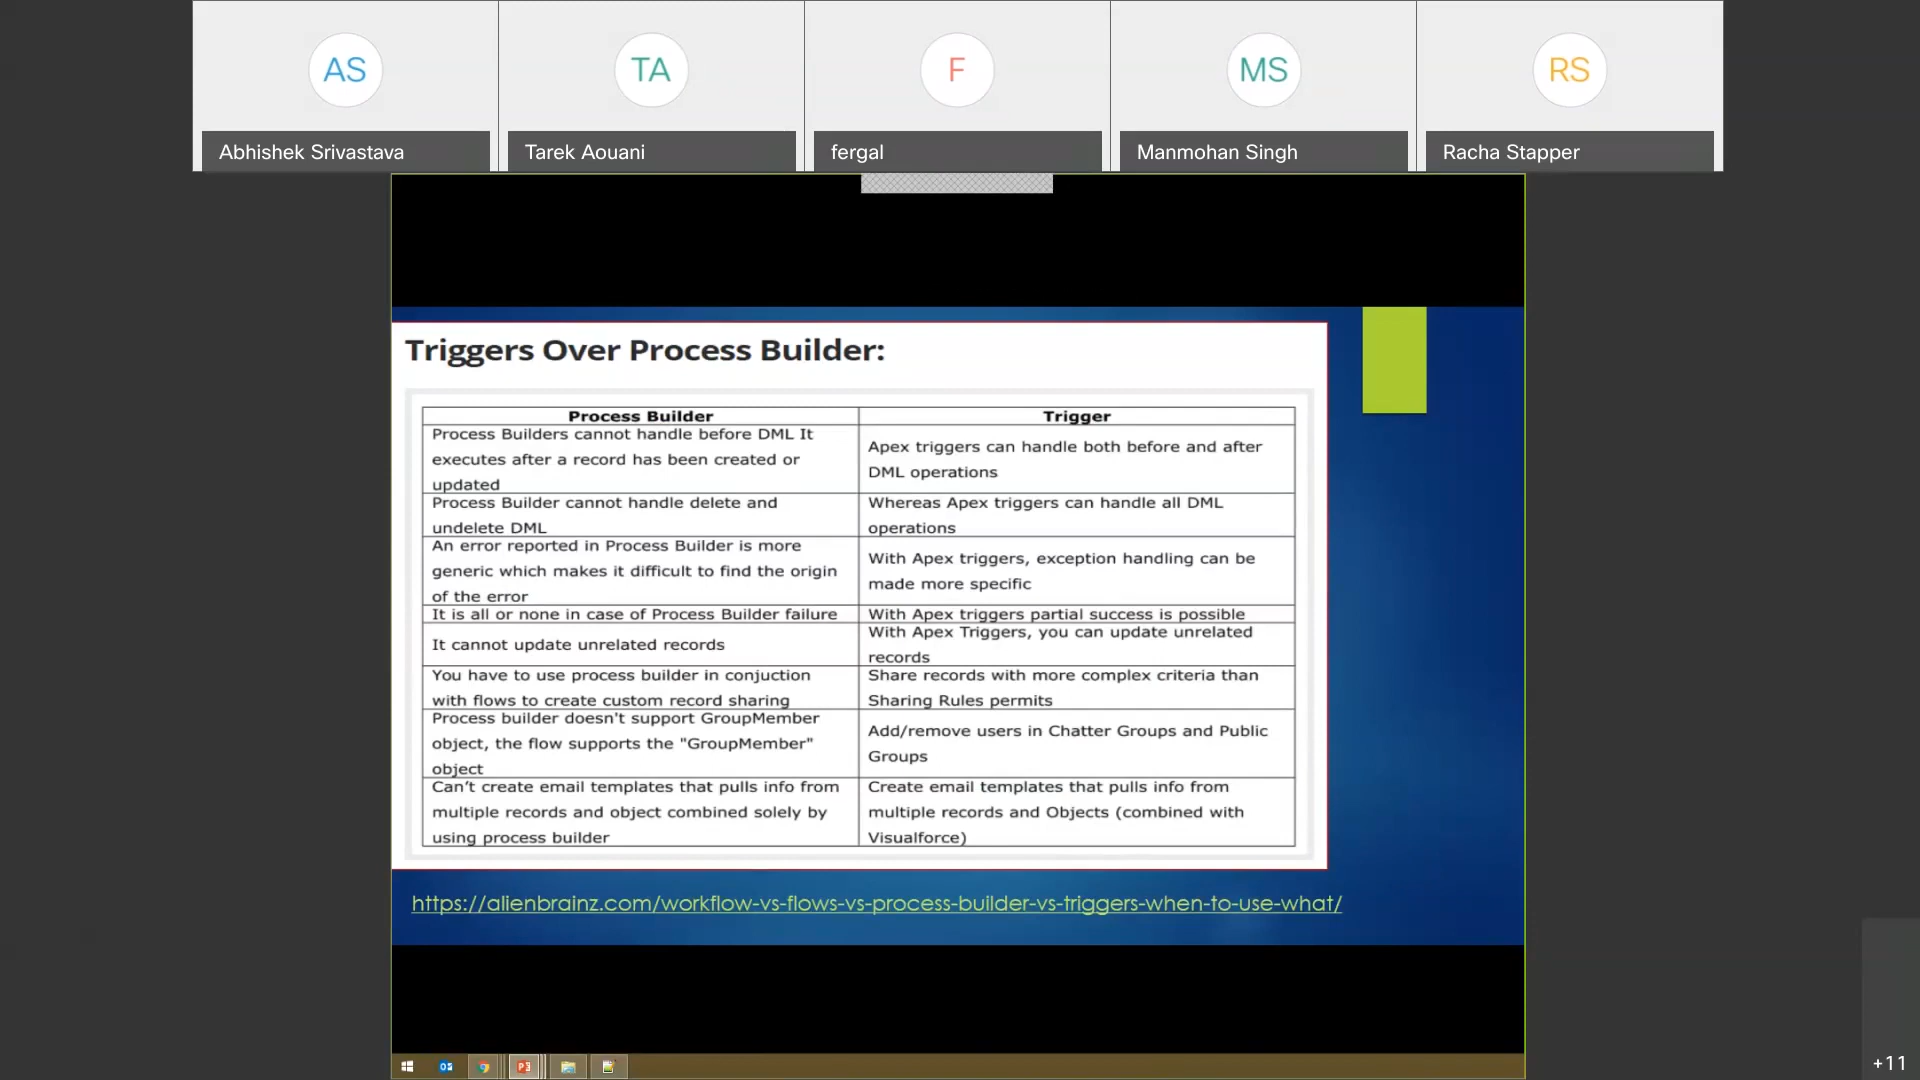 AS
TA
F
MS
RS
Abhishek Srivastava
Tarek Aouani
fergal
Manmohan Singh
Racha Stapper
Triggers Over Process Builder:
Process Builder
Trigger
Process Builders cannot handle before DML It
executes after a record has been created or
updated
Apex triggers can handle both before and after
DML operations
Process Builder cannot handle delete and
undelete DML
Whereas Apex triggers can handle all DML
operations
An error reported in Process Builder is more
generic which makes it difficult to find the origin
of the error
With Apex triggers, exception handling can be
made more specific
It is all or none in case of Process Builder failure
With Apex triggers partial success is possible
It cannot update unrelated records
With Apex Triggers, you can update unrelated
records
You have to use process builder in conjuction
with flows to create custom record sharing
Share records with more complex criteria than
Sharing Rules permits
Process builder doesn't support GroupMember
object, the flow supports the "GroupMember"
object
Add/remove users in Chatter Groups and Public
Groups
Can't create email templates that pulls info from
multiple records and object combined solely by
using process builder
Create email templates that pulls info from
multiple records and Objects (combined with
Visualforce)
https://alienbrainz.com/workflow-vs-flows-vs-process-builder-vs-triggers-when-to-use-what/
+11